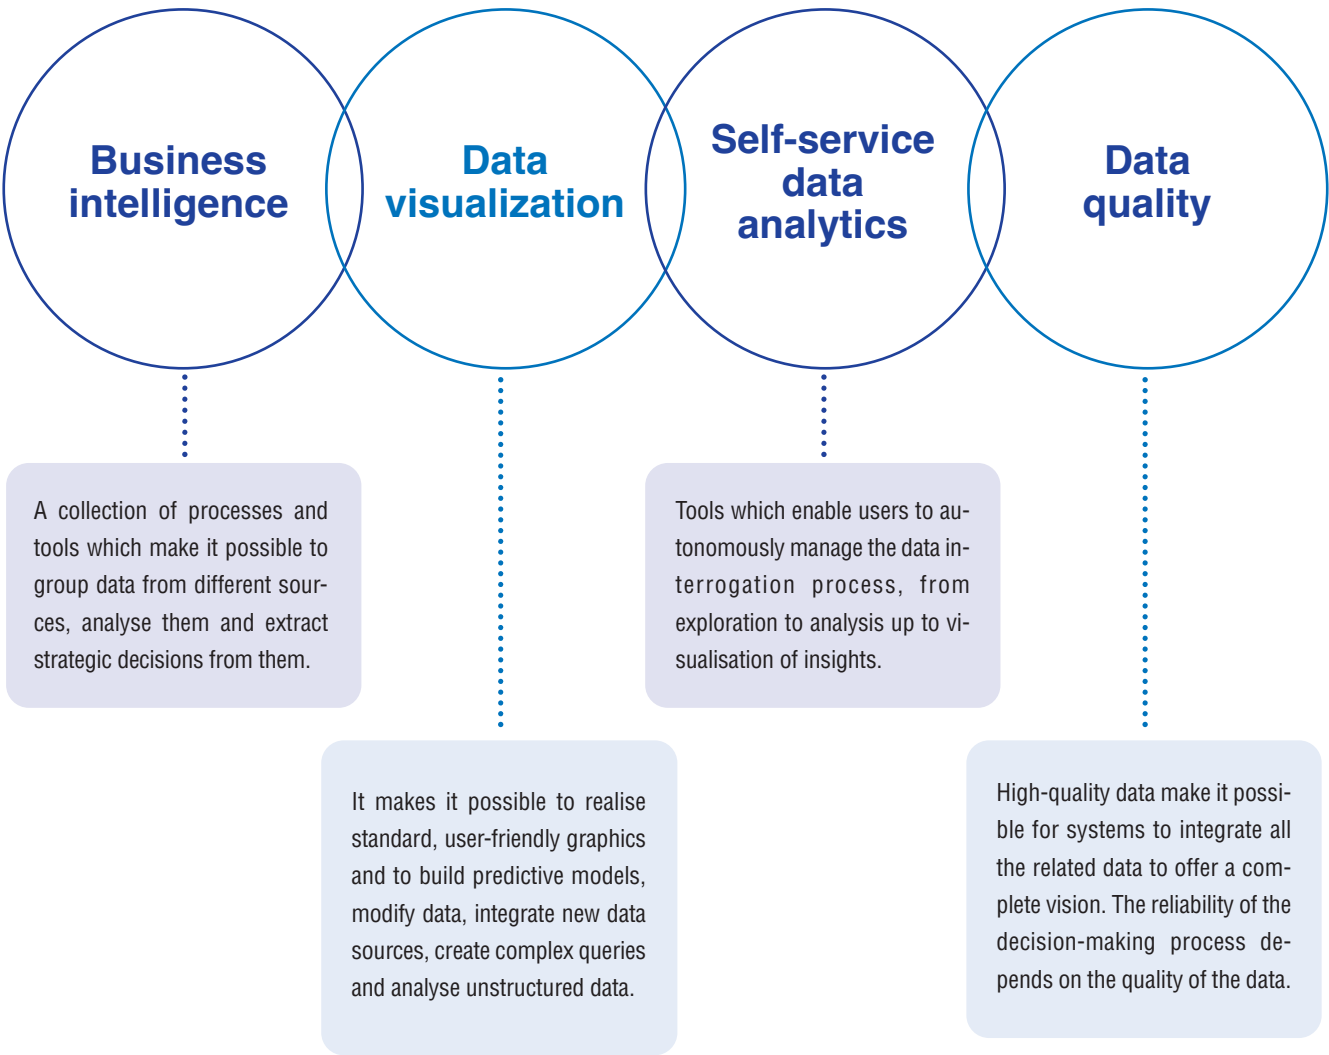 Business
intelligence
Data
visualization
Self-service
data
analytics
Data
quality
A collection of processes and
tools which make it possible to
group data from different sour-
ces, analyse them and extract
strategic decisions from them.
It makes it possible to realise
standard, user-friendly graphics
and to build predictive models,
modify data, integrate new data
sources, create complex queries
and analyse unstructured data.
Tools which enable users to au-
tonomously manage the data in-
terrogation process, from
exploration to analysis up to vi-
sualisation of insights.
High-quality data make it possi-
ble for systems to integrate all
the related data to offer a com-
plete vision. The reliability of the
decision-making process de-
pends on the quality of the data.